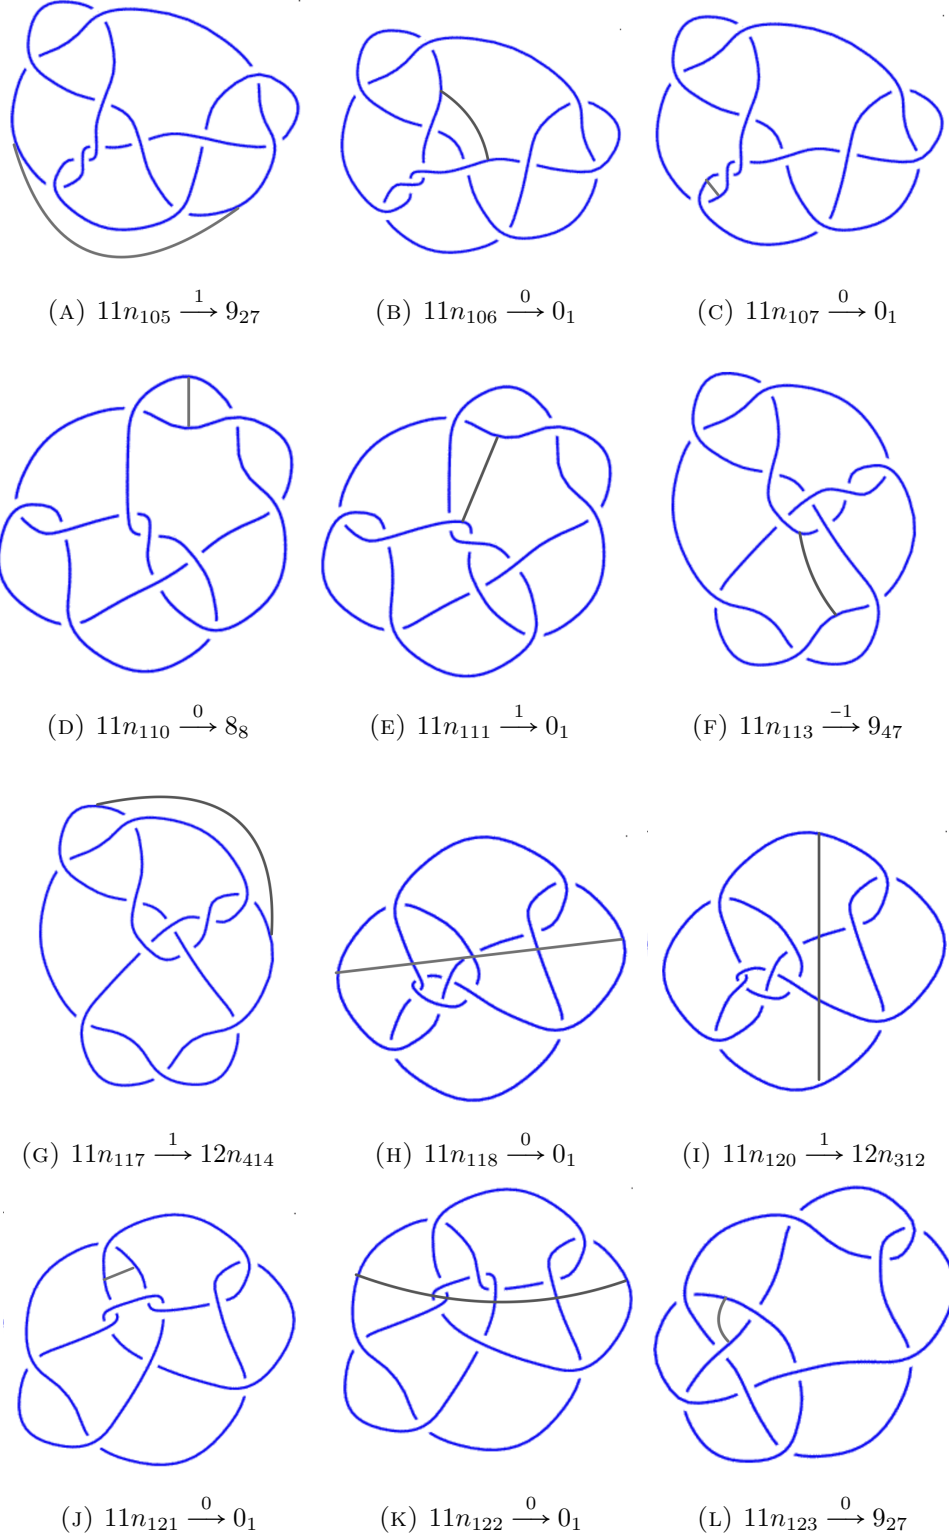 (A) 11n₁₀₅ —1→ 9₂₇
(B) 11n₁₀₆ —0→ 0₁
(C) 11n₁₀₇ —0→ 0₁
(D) 11n₁₁₀ —0→ 8₈
(E) 11n₁₁₁ —1→ 0₁
(F) 11n₁₁₃ —−1→ 9₄₇
(G) 11n₁₁₇ —1→ 12n₄₁₄
(H) 11n₁₁₈ —0→ 0₁
(I) 11n₁₂₀ —1→ 12n₃₁₂
(J) 11n₁₂₁ —0→ 0₁
(K) 11n₁₂₂ —0→ 0₁
(L) 11n₁₂₃ —0→ 9₂₇